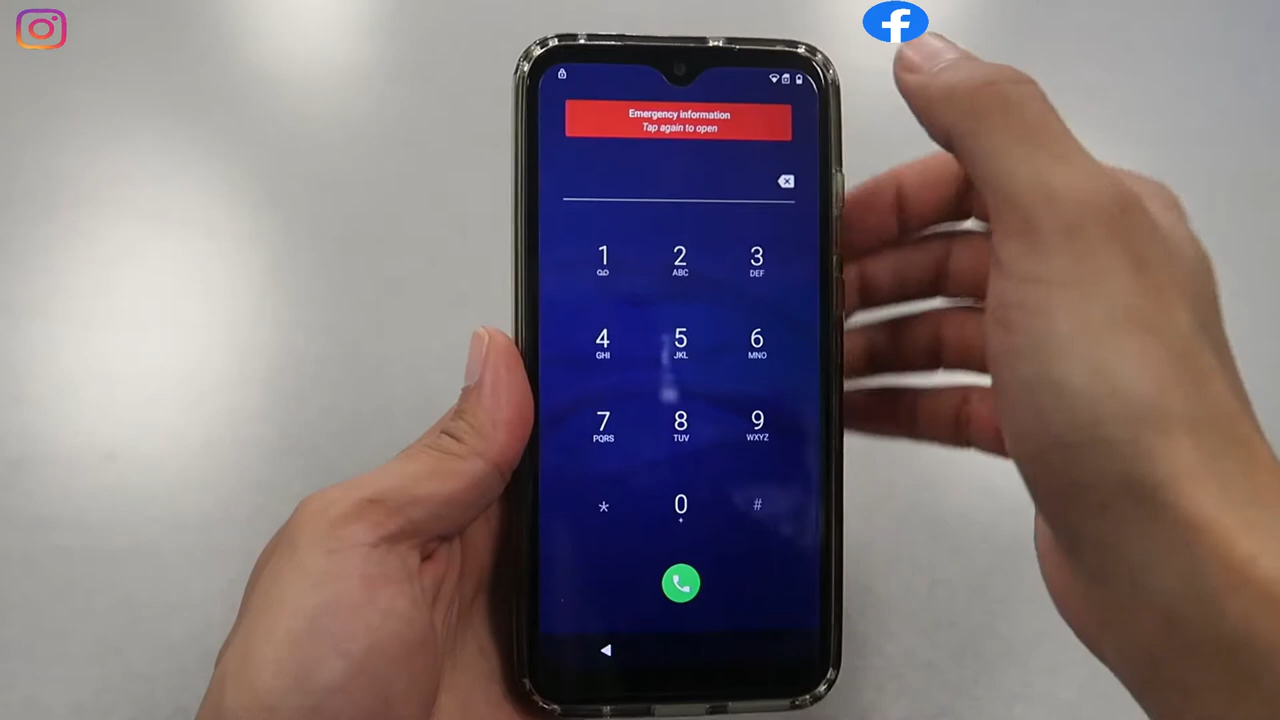 Emergency information
Tap again to open
1 2 3
ABC DEF
4 5 6
GHI JKL MNO
7 8 9
PQRS TUV WXYZ
* 0 #
+